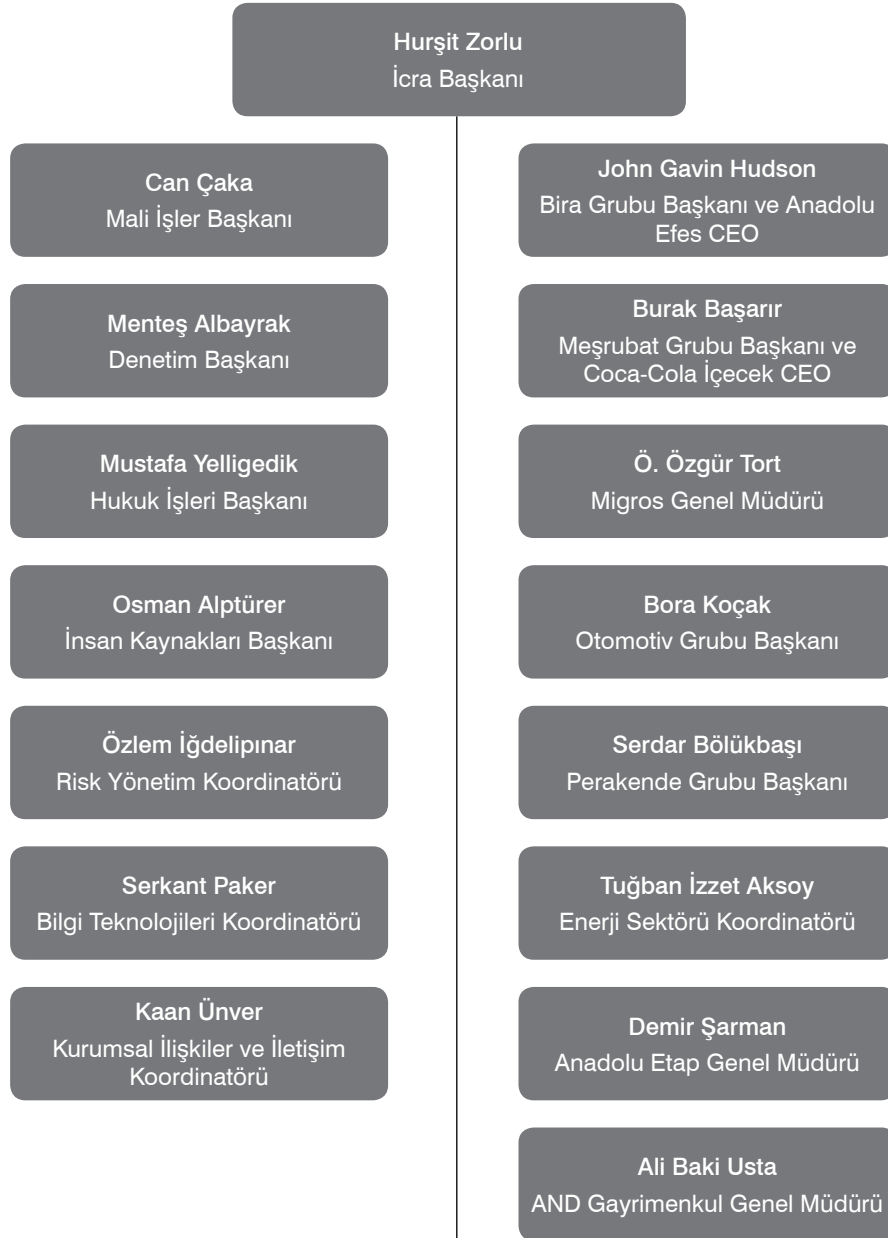 Hurşit Zorlu
İcra Başkanı
Can Çaka
Mali İşler Başkanı
Menteş Albayrak
Denetim Başkanı
Mustafa Yelligedik
Hukuk İşleri Başkanı
Osman Alptürer
İnsan Kaynakları Başkanı
Özlem İğdelipınar
Risk Yönetim Koordinatörü
Serkant Paker
Bilgi Teknolojileri Koordinatörü
Kaan Ünver
Kurumsal İlişkiler ve İletişim
Koordinatörü
John Gavin Hudson
Bira Grubu Başkanı ve Anadolu
Efes CEO
Burak Başarır
Meşrubat Grubu Başkanı ve
Coca-Cola İçecek CEO
Ö. Özgür Tort
Migros Genel Müdürü
Bora Koçak
Otomotiv Grubu Başkanı
Serdar Bölükbaşı
Perakende Grubu Başkanı
Tuğban İzzet Aksoy
Enerji Sektörü Koordinatörü
Demir Şarman
Anadolu Etap Genel Müdürü
Ali Baki Usta
AND Gayrimenkul Genel Müdürü